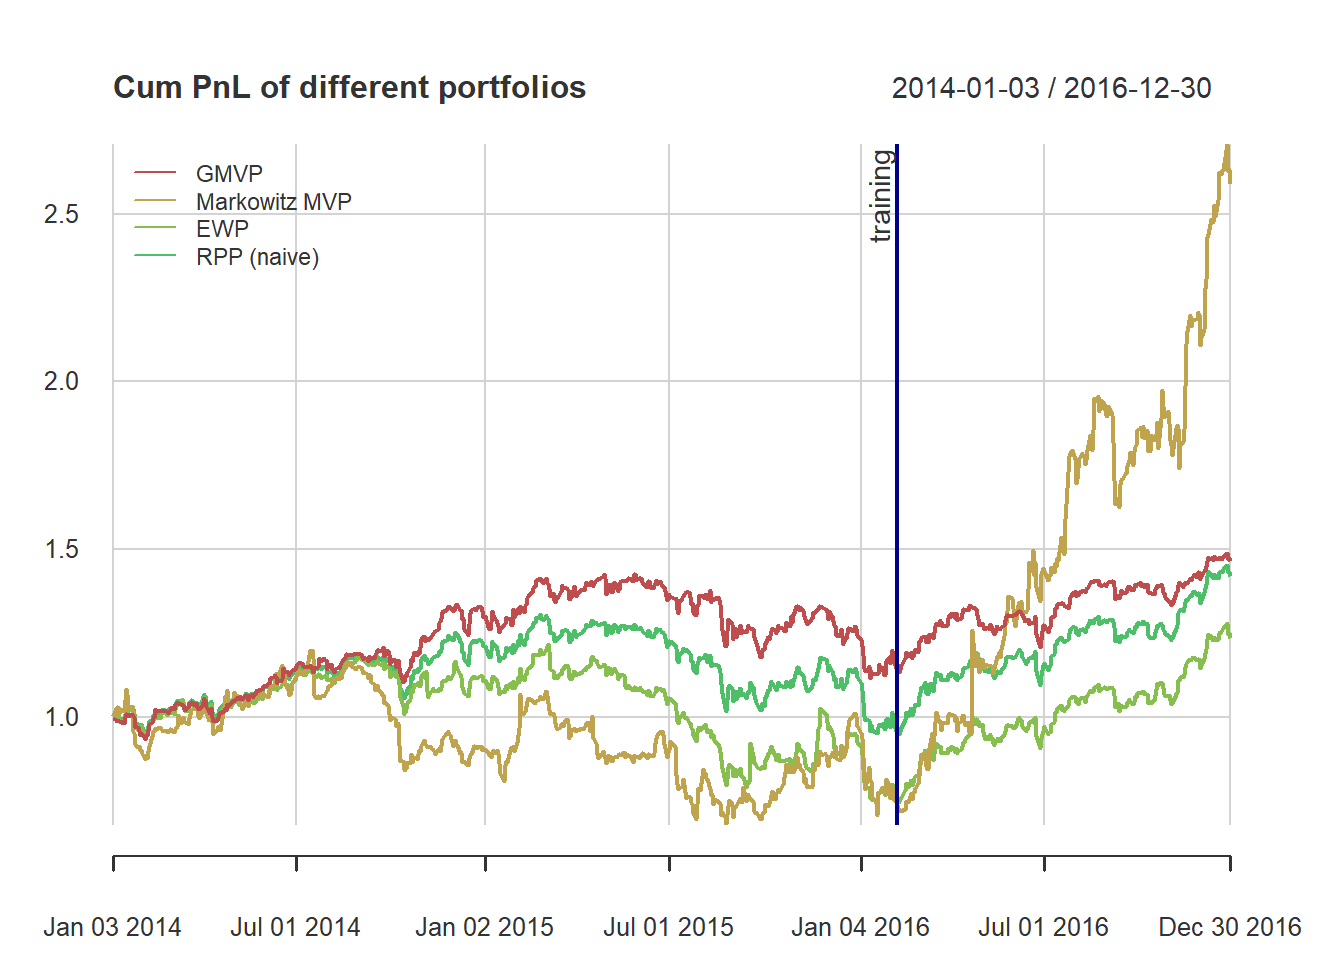 Cum PnL of different portfolios
2014-01-03 / 2016-12-30
GMVP
Markowitz MVP
EWP
RPP (naive)
training
2.5
2.0
1.5
1.0
Jan 03 2014
Jul 01 2014
Jan 02 2015
Jul 01 2015
Jan 04 2016
Jul 01 2016
Dec 30 2016